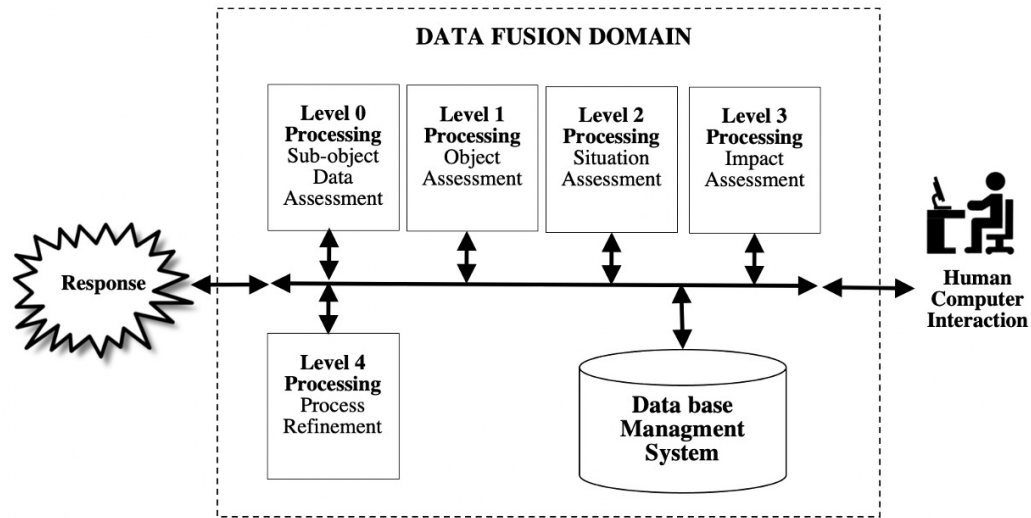 DATA FUSION DOMAIN
Level 0
Processing
Sub-object
Data
Assessment
Level 1
Processing
Object
Assessment
Level 2
Processing
Situation
Assessment
Level 3
Processing
Impact
Assessment
Response
Human
Computer
Interaction
Level 4
Processing
Process
Refinement
Data base
Managment
System